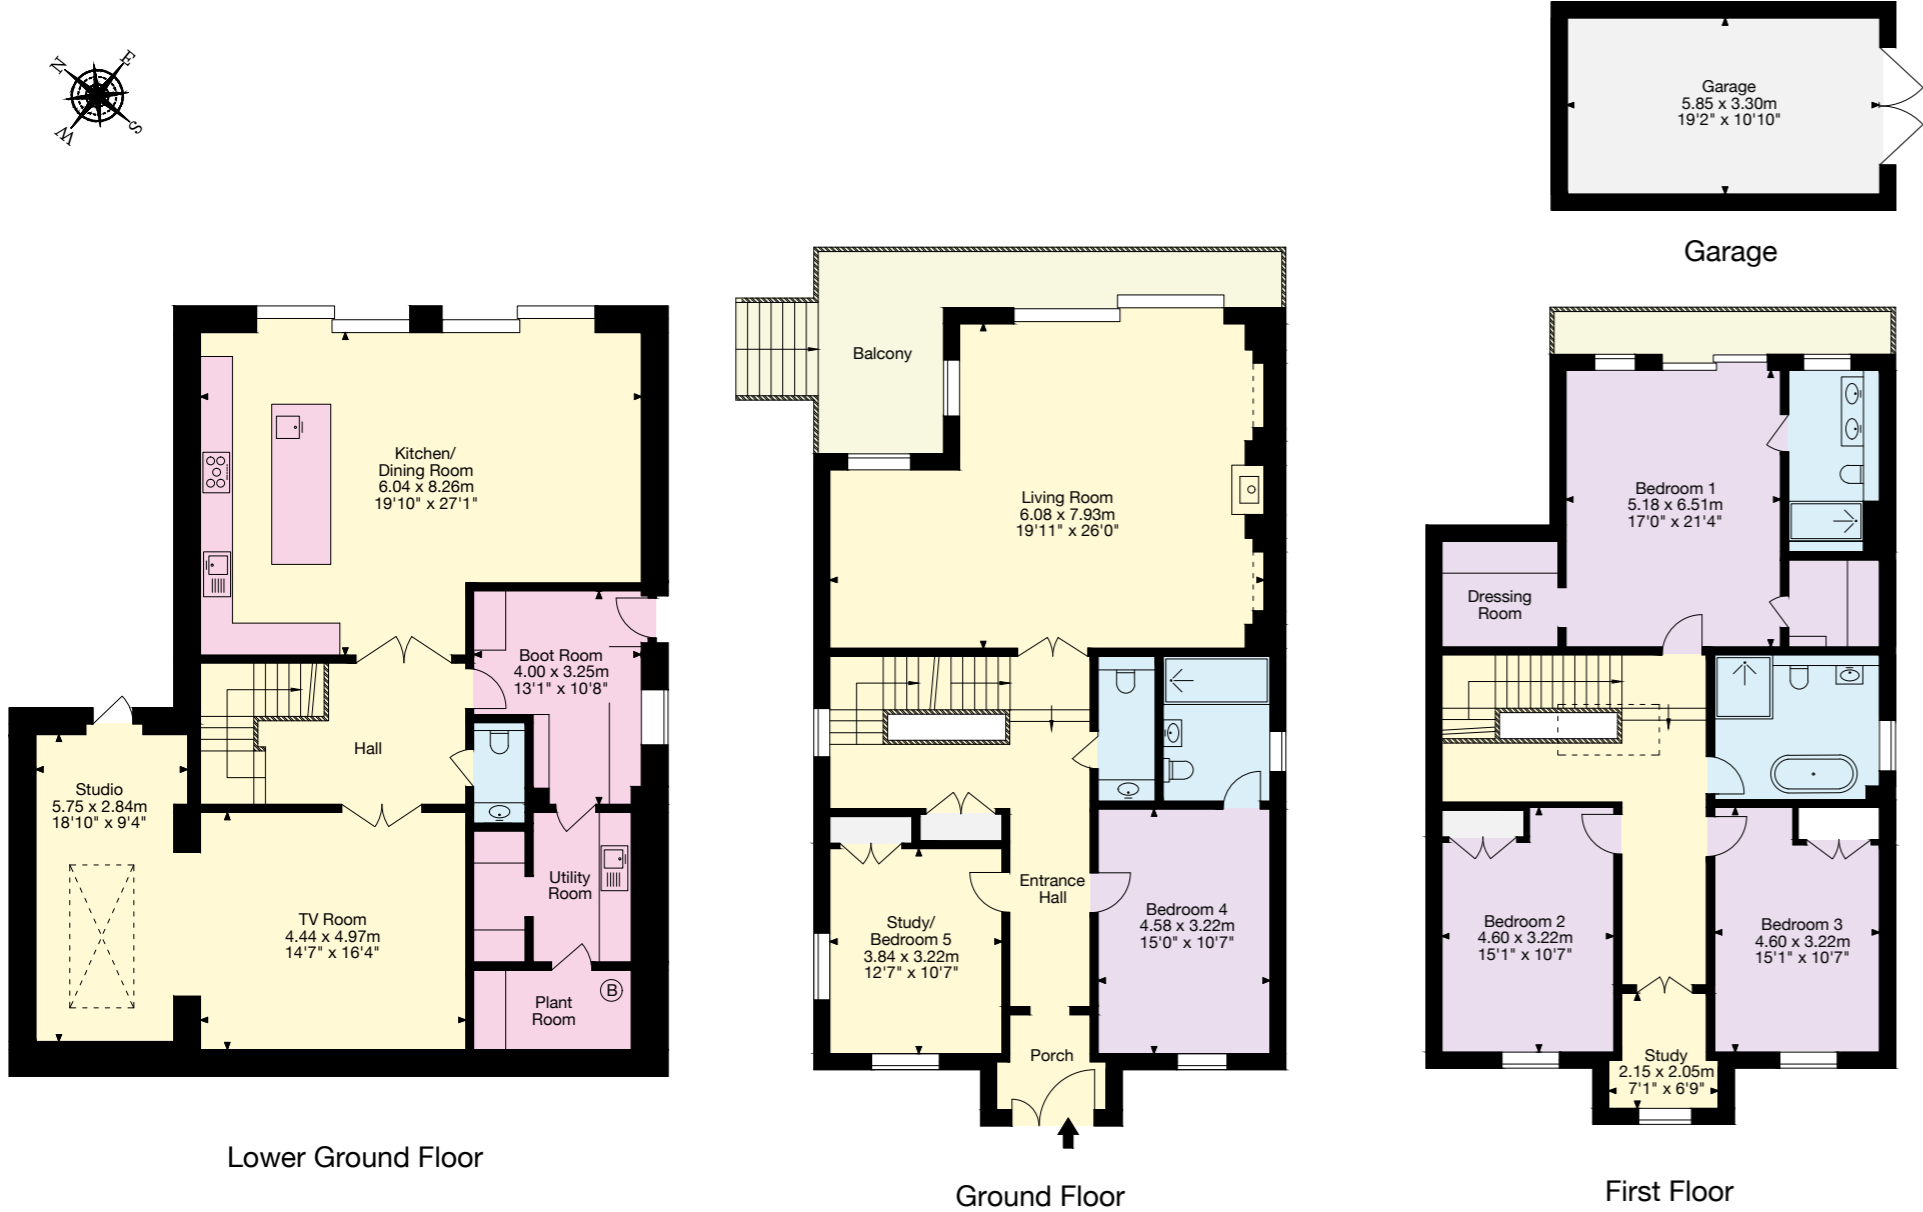 N
E
W
S
Garage
5.85 x 3.30m
19'2" x 10'10"
Garage
Kitchen/
Dining Room
6.04 x 8.26m
19'10" x 27'1"
Boot Room
4.00 x 3.25m
13'1" x 10'8"
Hall
Studio
5.75 x 2.84m
18'10" x 9'4"
TV Room
4.44 x 4.97m
14'7" x 16'4"
Utility
Room
Plant
Room
B
Lower Ground Floor
Balcony
Living Room
6.08 x 7.93m
19'11" x 26'0"
Entrance
Hall
Study/
Bedroom 5
3.84 x 3.22m
12'7" x 10'7"
Bedroom 4
4.58 x 3.22m
15'0" x 10'7"
Porch
Ground Floor
Bedroom 1
5.18 x 6.51m
17'0" x 21'4"
Dressing
Room
Bedroom 2
4.60 x 3.22m
15'1" x 10'7"
Bedroom 3
4.60 x 3.22m
15'1" x 10'7"
Study
2.15 x 2.05m
7'1" x 6'9"
First Floor